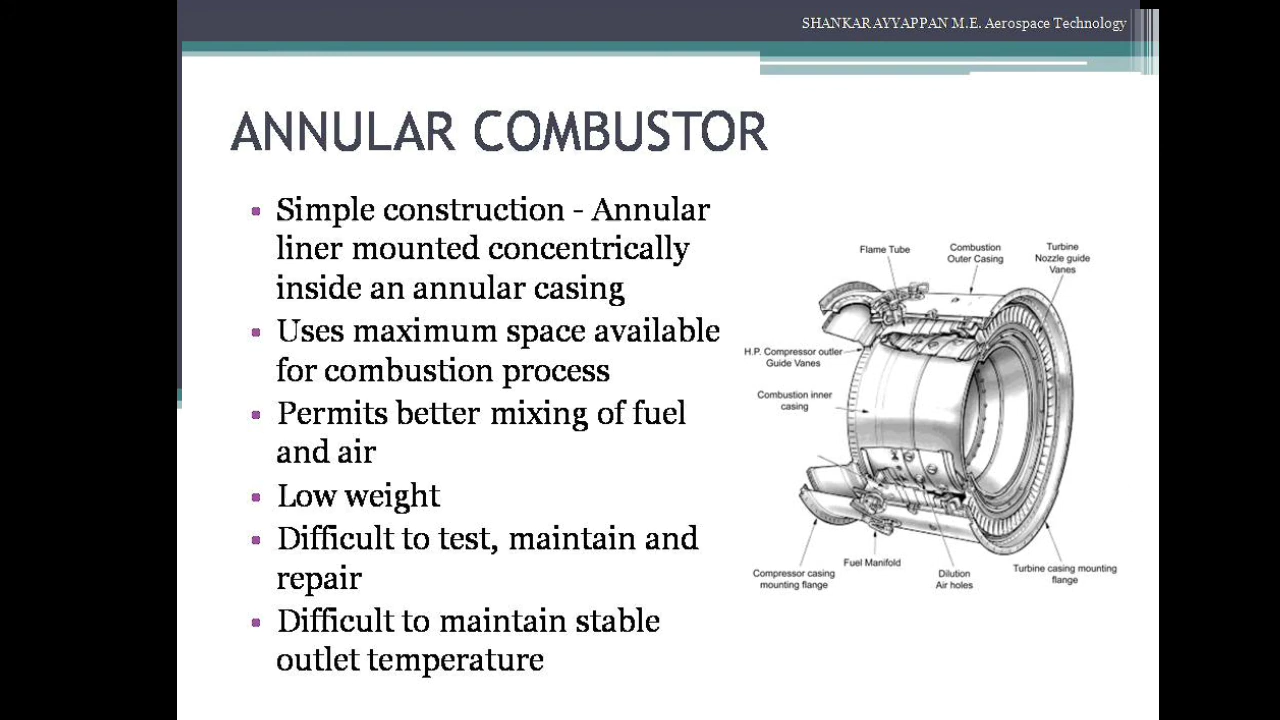 SHANKAR AYYAPPAN M.E. Aerospace Technology
ANNULAR COMBUSTOR
▪ Simple construction - Annular
liner mounted concentrically
inside an annular casing
▪ Uses maximum space available
for combustion process
▪ Permits better mixing of fuel
and air
▪ Low weight
▪ Difficult to test, maintain and
repair
▪ Difficult to maintain stable
outlet temperature
Flame Tube
Combustion
Outer Casing
Turbine
Nozzle guide
Vanes
H.P. Compressor outler
Guide Vanes
Combustion inner
casing
Compressor casing
mounting flange
Fuel Manifold
Dilution
Air holes
Turbine casing mounting
flange